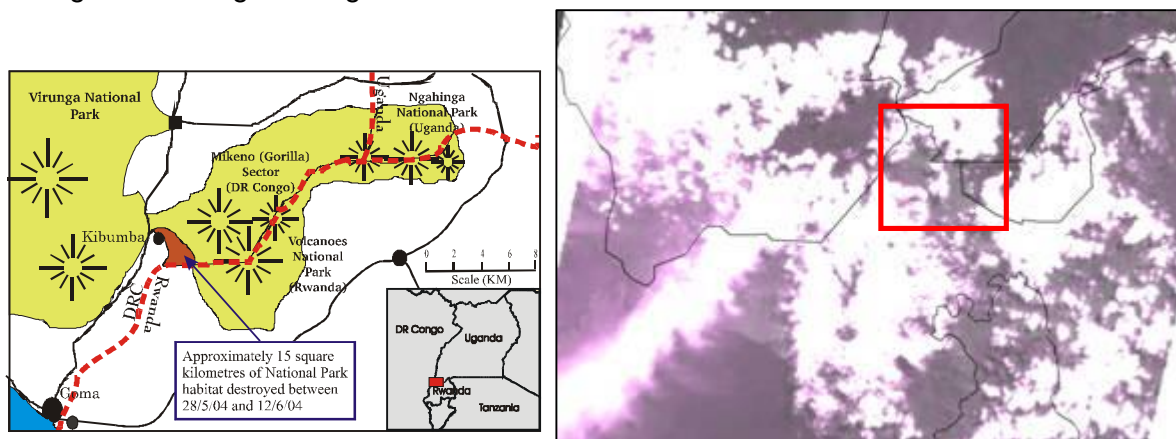 Virunga National
Park
Uganda
Ngahinga
National Park
(Uganda)
Mikeno (Gorilla)
Sector
(DR Congo)
Kibumba
Volcanoes
National
Park
(Rwanda)
0 2 4 6 8
Scale (KM)
DRC
Rwanda
Approximately 15 square
kilometres of National Park
habitat destroyed between
28/5/04 and 12/6/04
Goma
DR Congo
Uganda
Rwanda
Tanzania